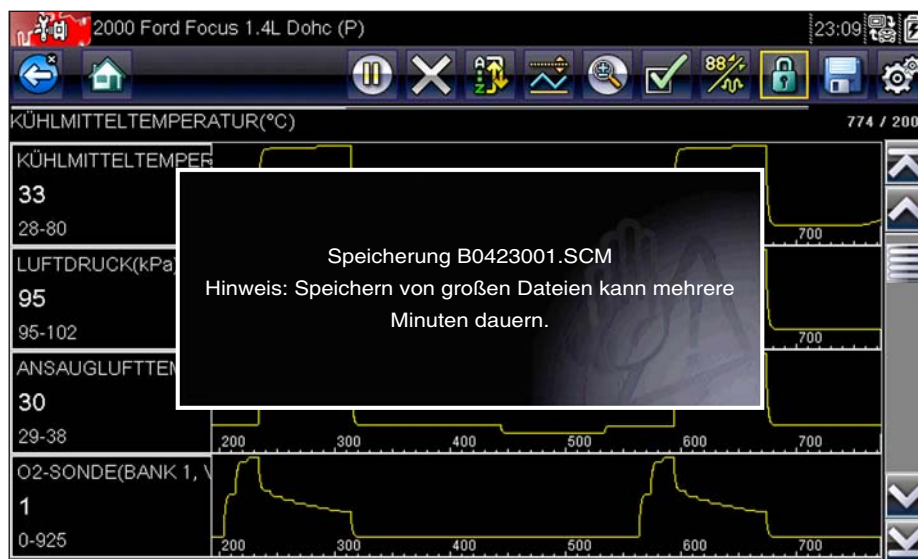 2000 Ford Focus 1.4L Dohc (P)
23:09
KÜHLMITTELTEMPERATUR(°C)
774 / 200
KÜHLMITTELTEMPER
33
28-80
700
LUFTDRUCK(kPa)
95
95-102
700
Speicherung B0423001.SCM
Hinweis: Speichern von großen Dateien kann mehrere
Minuten dauern.
ANSAUGLUFTTEM
30
29-38
200 300 400 500 600 700
O2-SONDE(BANK 1, V
1
0-925
200 300 400 500 600 700